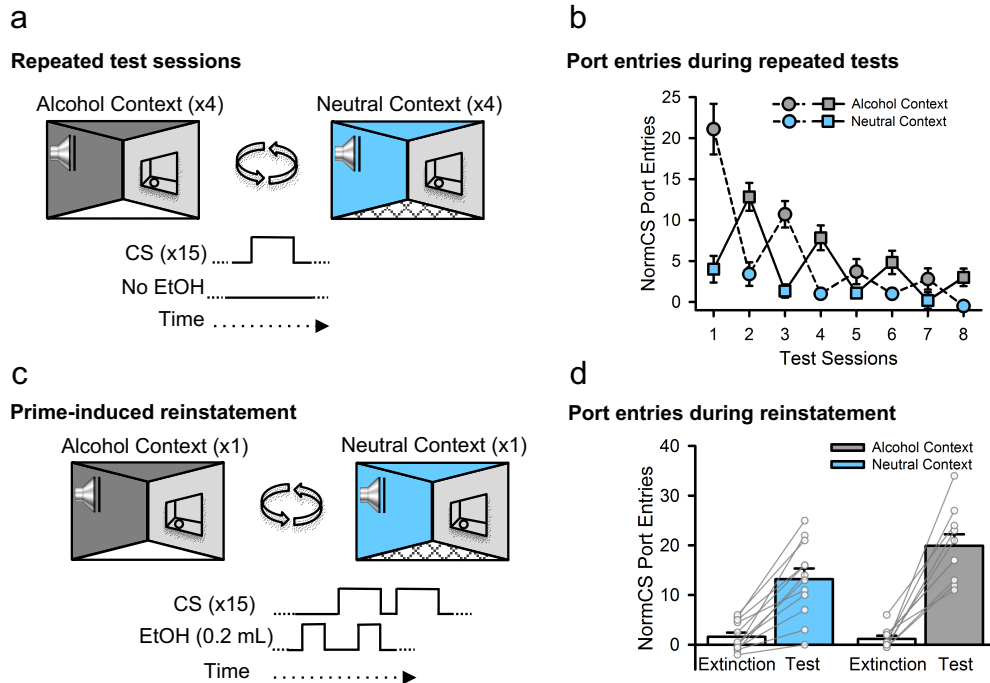 a
Repeated test sessions
Alcohol Context (x4)
Neutral Context (x4)
CS (x15)
No EtOH
Time
b
Port entries during repeated tests
Alcohol Context
Neutral Context
NormCS Port Entries
25
20
15
10
5
0
1 2 3 4 5 6 7 8
Test Sessions
c
Prime-induced reinstatement
Alcohol Context (x1)
Neutral Context (x1)
CS (x15)
EtOH (0.2 mL)
Time
d
Port entries during reinstatement
Alcohol Context
Neutral Context
NormCS Port Entries
40
30
20
10
0
Extinction Test Extinction Test